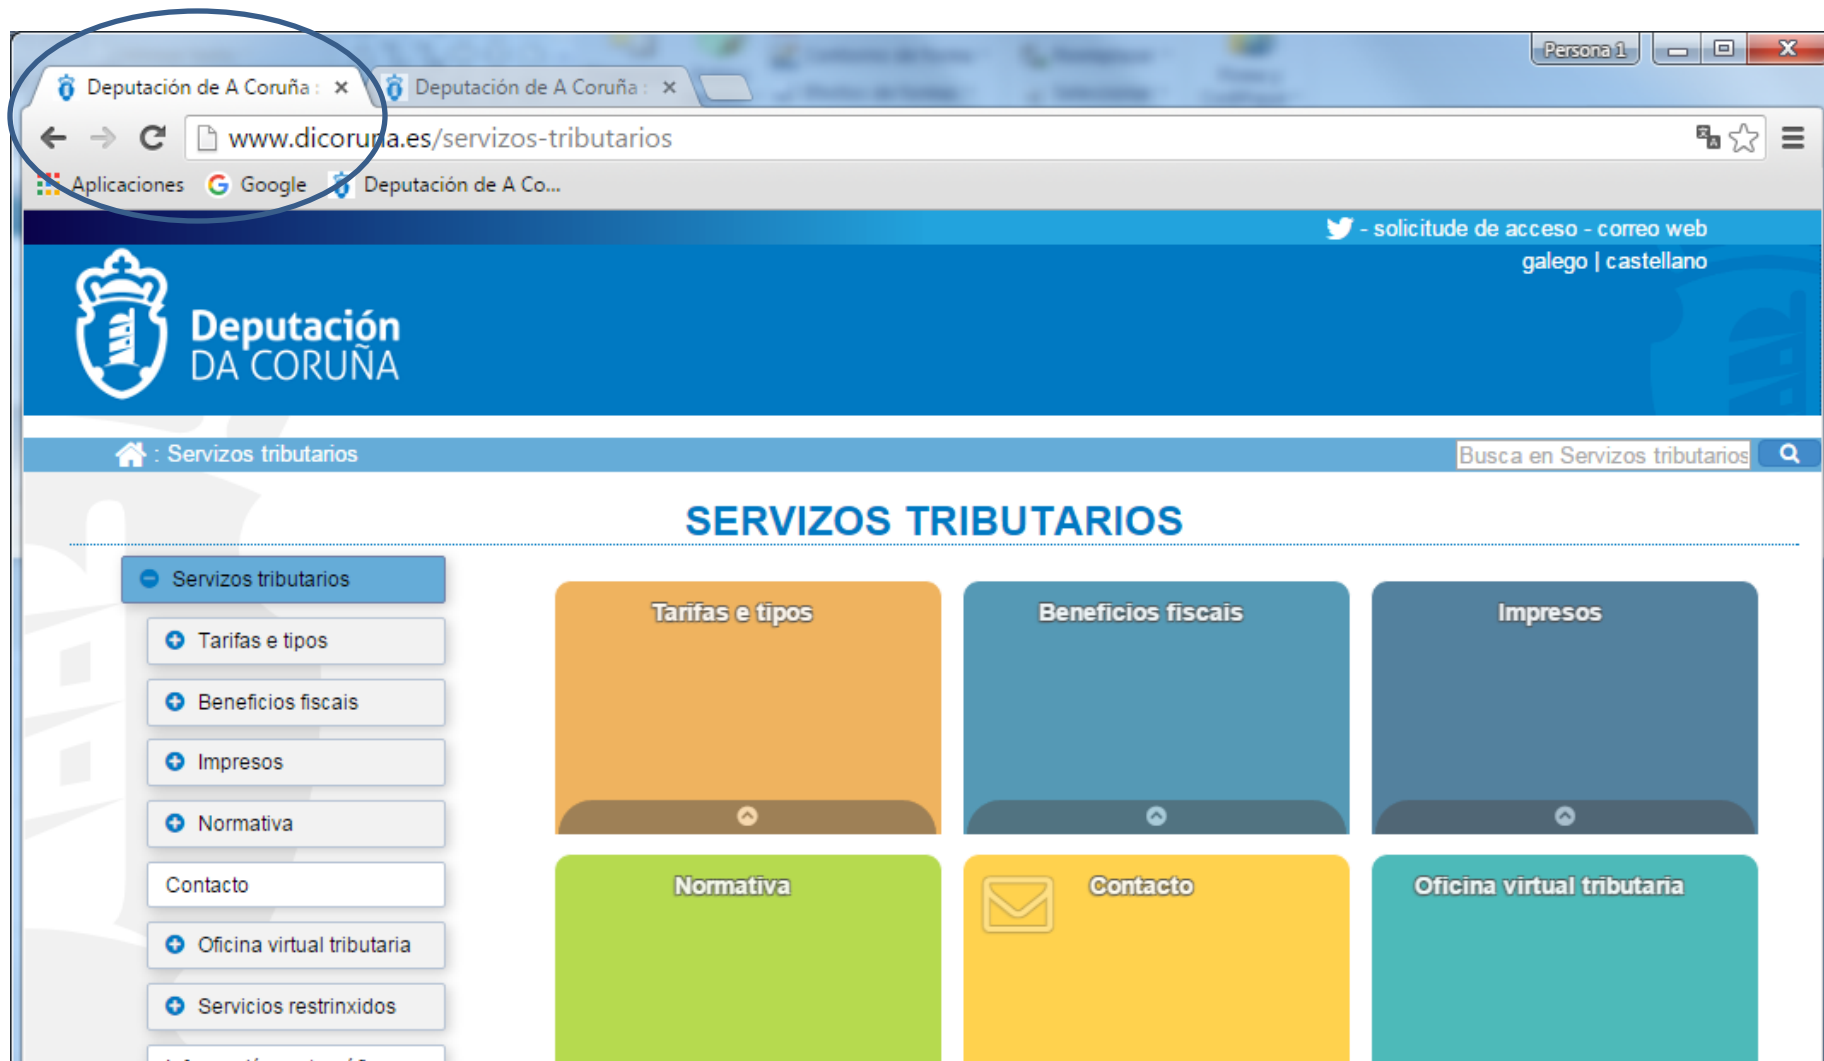 Persona 1
Deputación de A Coruña :
Deputación de A Coruña :
www.dicoruna.es/servizos-tributarios
Aplicaciones Google Deputación de A Co...
- solicitude de acceso - correo web
galego | castellano
Deputación
DA CORUÑA
: Servizos tributarios
Busca en Servizos tributarios
SERVIZOS TRIBUTARIOS
Servizos tributarios
Tarifas e tipos
Beneficios fiscais
Impresos
Normativa
Contacto
Oficina virtual tributaria
Servicios restrinxidos
Tarifas e tipos
Beneficios fiscais
Impresos
Normativa
Contacto
Oficina virtual tributaria